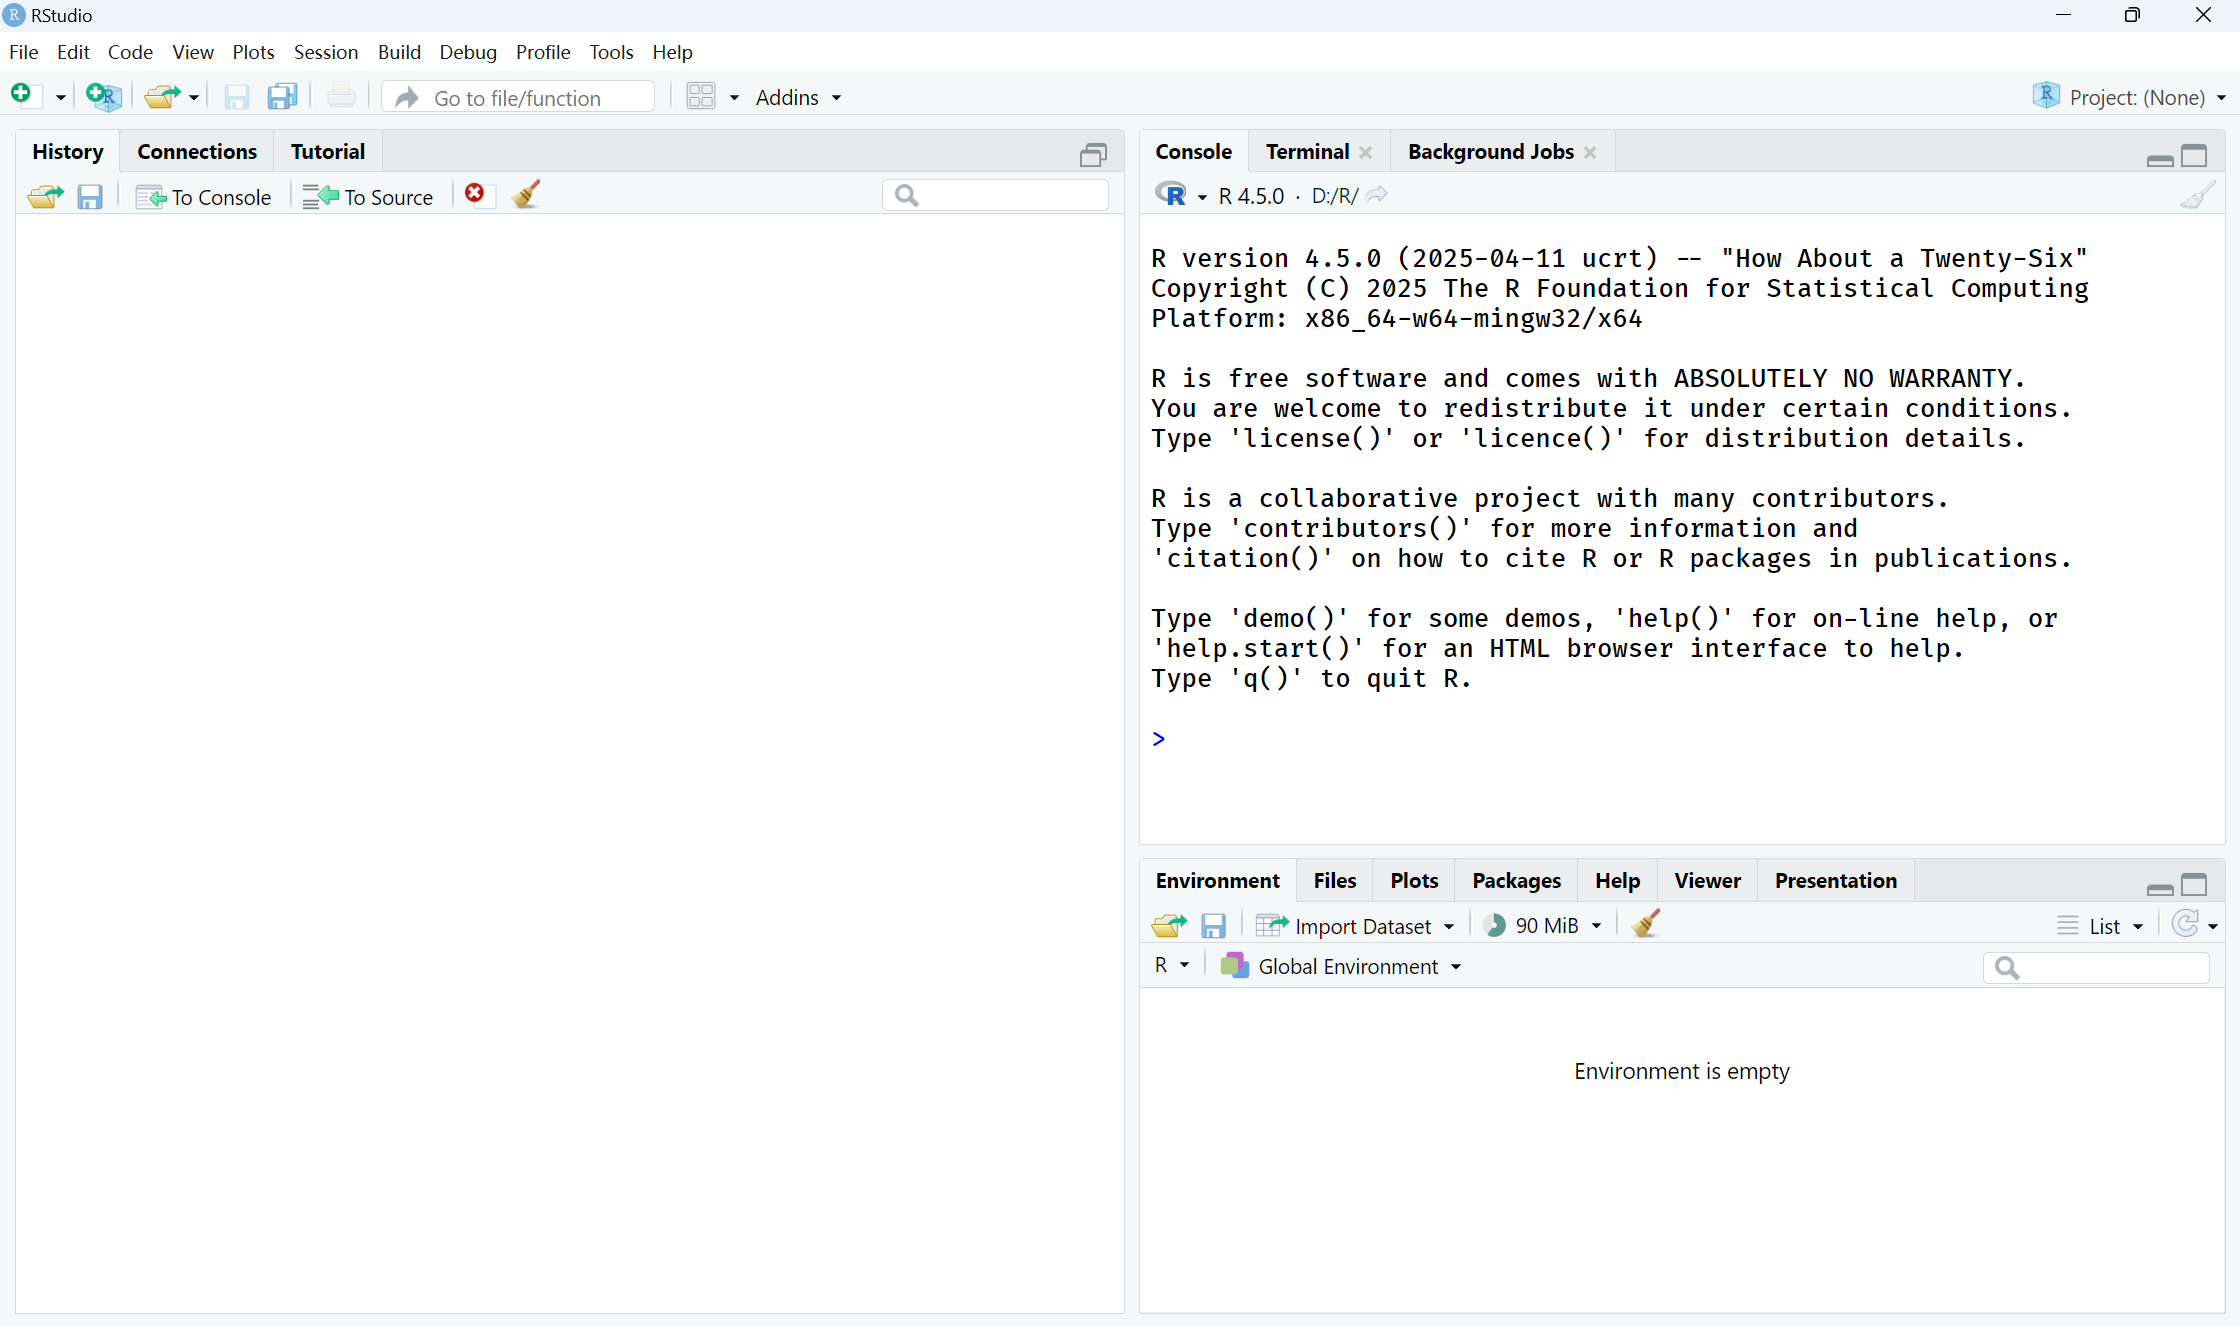 RStudio
File Edit Code View Plots Session Build Debug Profile Tools Help
Go to file/function Addins Project: (None)
History Connections Tutorial
To Console To Source
Console Terminal Background Jobs
R 4.5.0 · D:/R/
R version 4.5.0 (2025-04-11 ucrt) -- "How About a Twenty-Six"
Copyright (C) 2025 The R Foundation for Statistical Computing
Platform: x86_64-w64-mingw32/x64
R is free software and comes with ABSOLUTELY NO WARRANTY.
You are welcome to redistribute it under certain conditions.
Type 'license()' or 'licence()' for distribution details.
R is a collaborative project with many contributors.
Type 'contributors()' for more information and
'citation()' on how to cite R or R packages in publications.
Type 'demo()' for some demos, 'help()' for on-line help, or
'help.start()' for an HTML browser interface to help.
Type 'q()' to quit R.
>
Environment Files Plots Packages Help Viewer Presentation
Import Dataset 90 MiB List
R Global Environment
Environment is empty